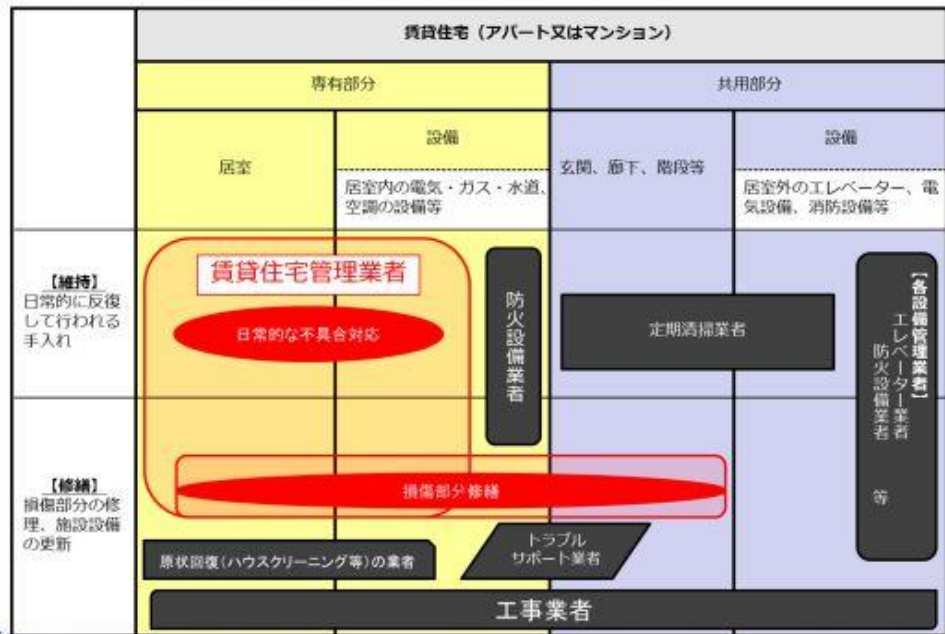 賃貸住宅（アパート又はマンション）
専有部分
共用部分
居室
設備
居室内の電気・ガス・水道、
空調の設備等
玄関、廊下、階段等
設備
居室外のエレベーター、電
気設備、消防設備等
【維持】
日常的に反復
して行われる
手入れ
賃貸住宅管理業者
日常的な不具合対応
防火設備業者
定期清掃業者
【各設備管理業者】
エレベーター業者
防火設備業者
等
【修繕】
損傷部分の修
理、施設設備
の更新
損傷部分修繕
原状回復（ハウスクリーニング等）の業者
トラブル
サポート業者
工事業者